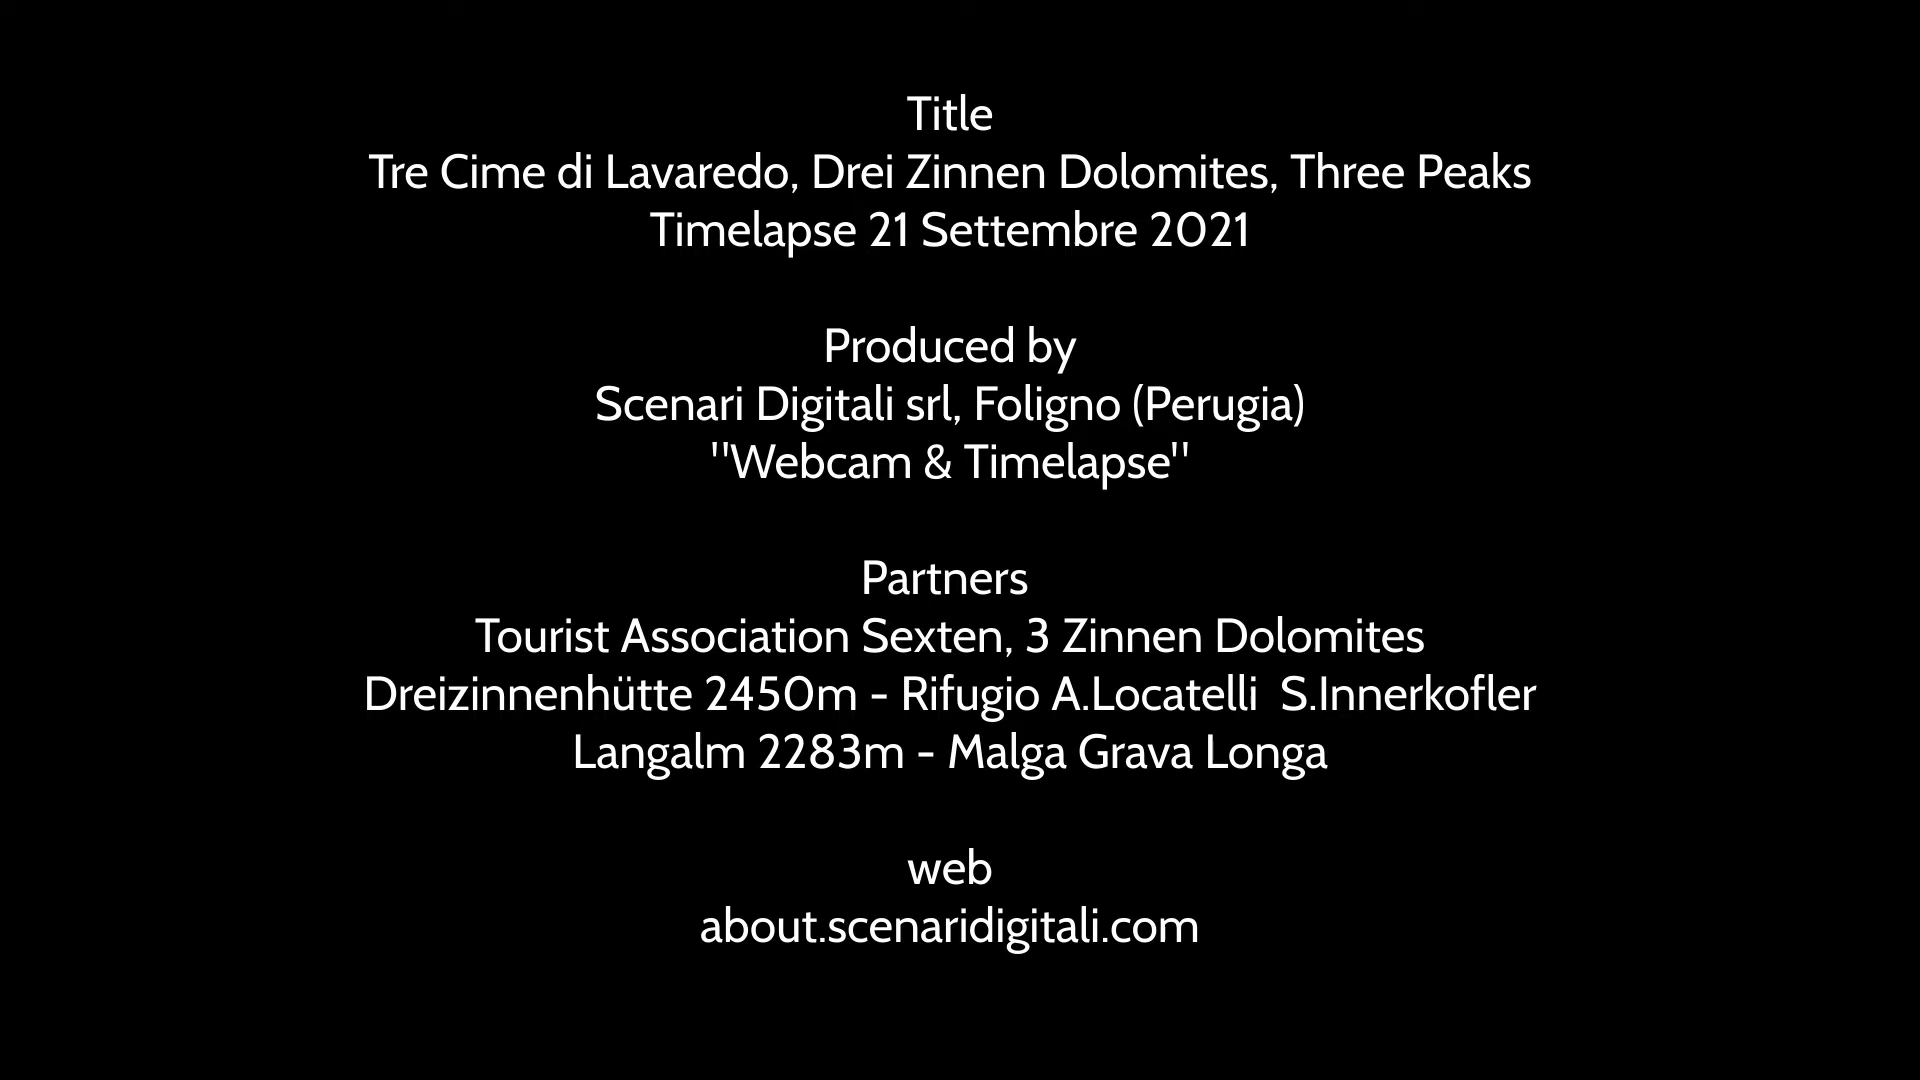 Title
Tre Cime di Lavaredo, Drei Zinnen Dolomites, Three Peaks
Timelapse 21 Settembre 2021
Produced by
Scenari Digitali srl, Foligno (Perugia)
"Webcam & Timelapse"
Partners
Tourist Association Sexten, 3 Zinnen Dolomites
Dreizinnenhütte 2450m - Rifugio A.Locatelli  S.Innerkofler
Langalm 2283m - Malga Grava Longa
web
about.scenaridigitali.com